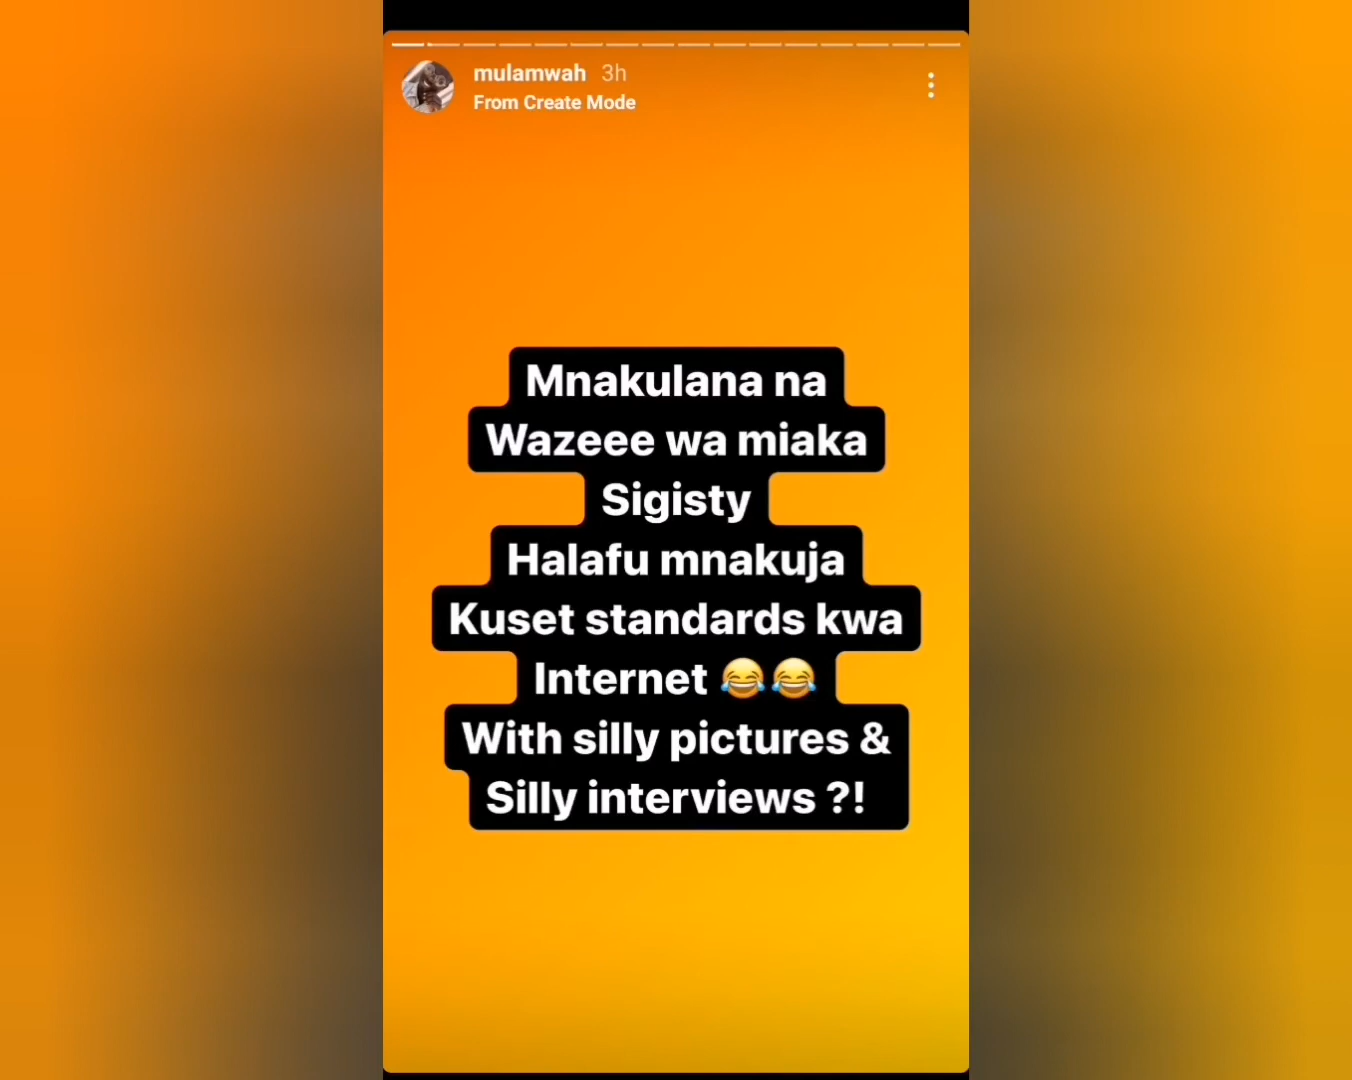 mulamwah 3h
From Create Mode
Mnakulana na
Wazeee wa miaka
Sigisty
Halafu mnakuja
Kuset standards kwa
Internet 😂😂
With silly pictures &
Silly interviews ?!